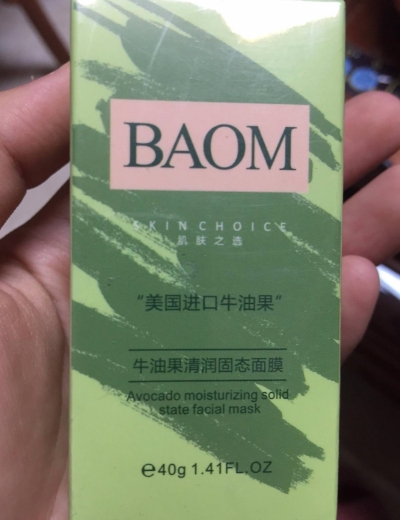 BAOM
SKINCHOICE
肌肤之选
“美国进口牛油果”
牛油果清润固态面膜
Avocado moisturizing solid
state facial mask
℮40g 1.41FL.OZ